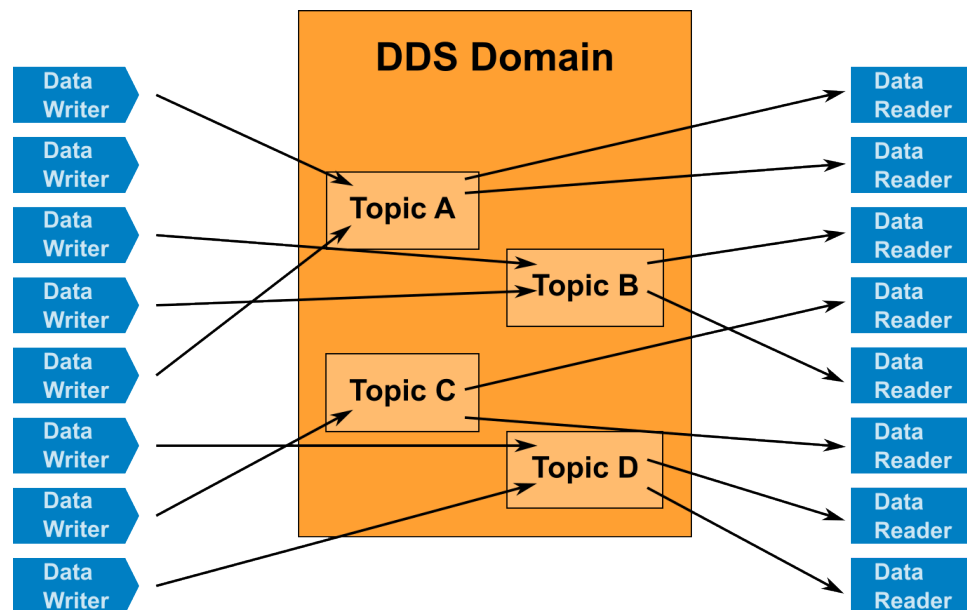 DDS Domain
Data
Writer
Data
Writer
Data
Writer
Data
Writer
Data
Writer
Data
Writer
Data
Writer
Data
Writer
Topic A
Topic B
Topic C
Topic D
Data
Reader
Data
Reader
Data
Reader
Data
Reader
Data
Reader
Data
Reader
Data
Reader
Data
Reader